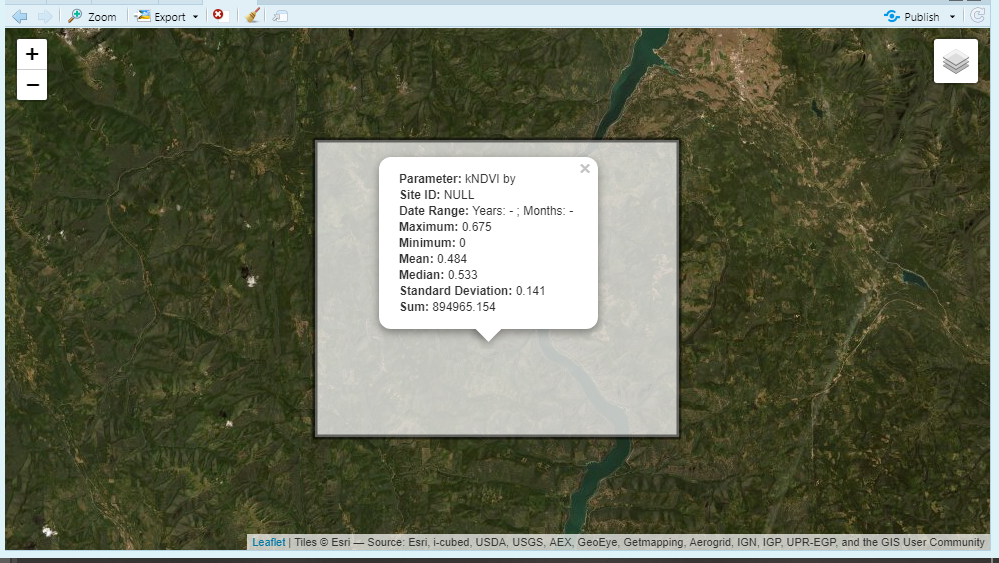 Zoom Export Publish
+
−
×
Parameter: kNDVI by
Site ID: NULL
Date Range: Years: - ; Months: -
Maximum: 0.675
Minimum: 0
Mean: 0.484
Median: 0.533
Standard Deviation: 0.141
Sum: 894965.154
Leaflet | Tiles © Esri — Source: Esri, i-cubed, USDA, USGS, AEX, GeoEye, Getmapping, Aerogrid, IGN, IGP, UPR-EGP, and the GIS User Community